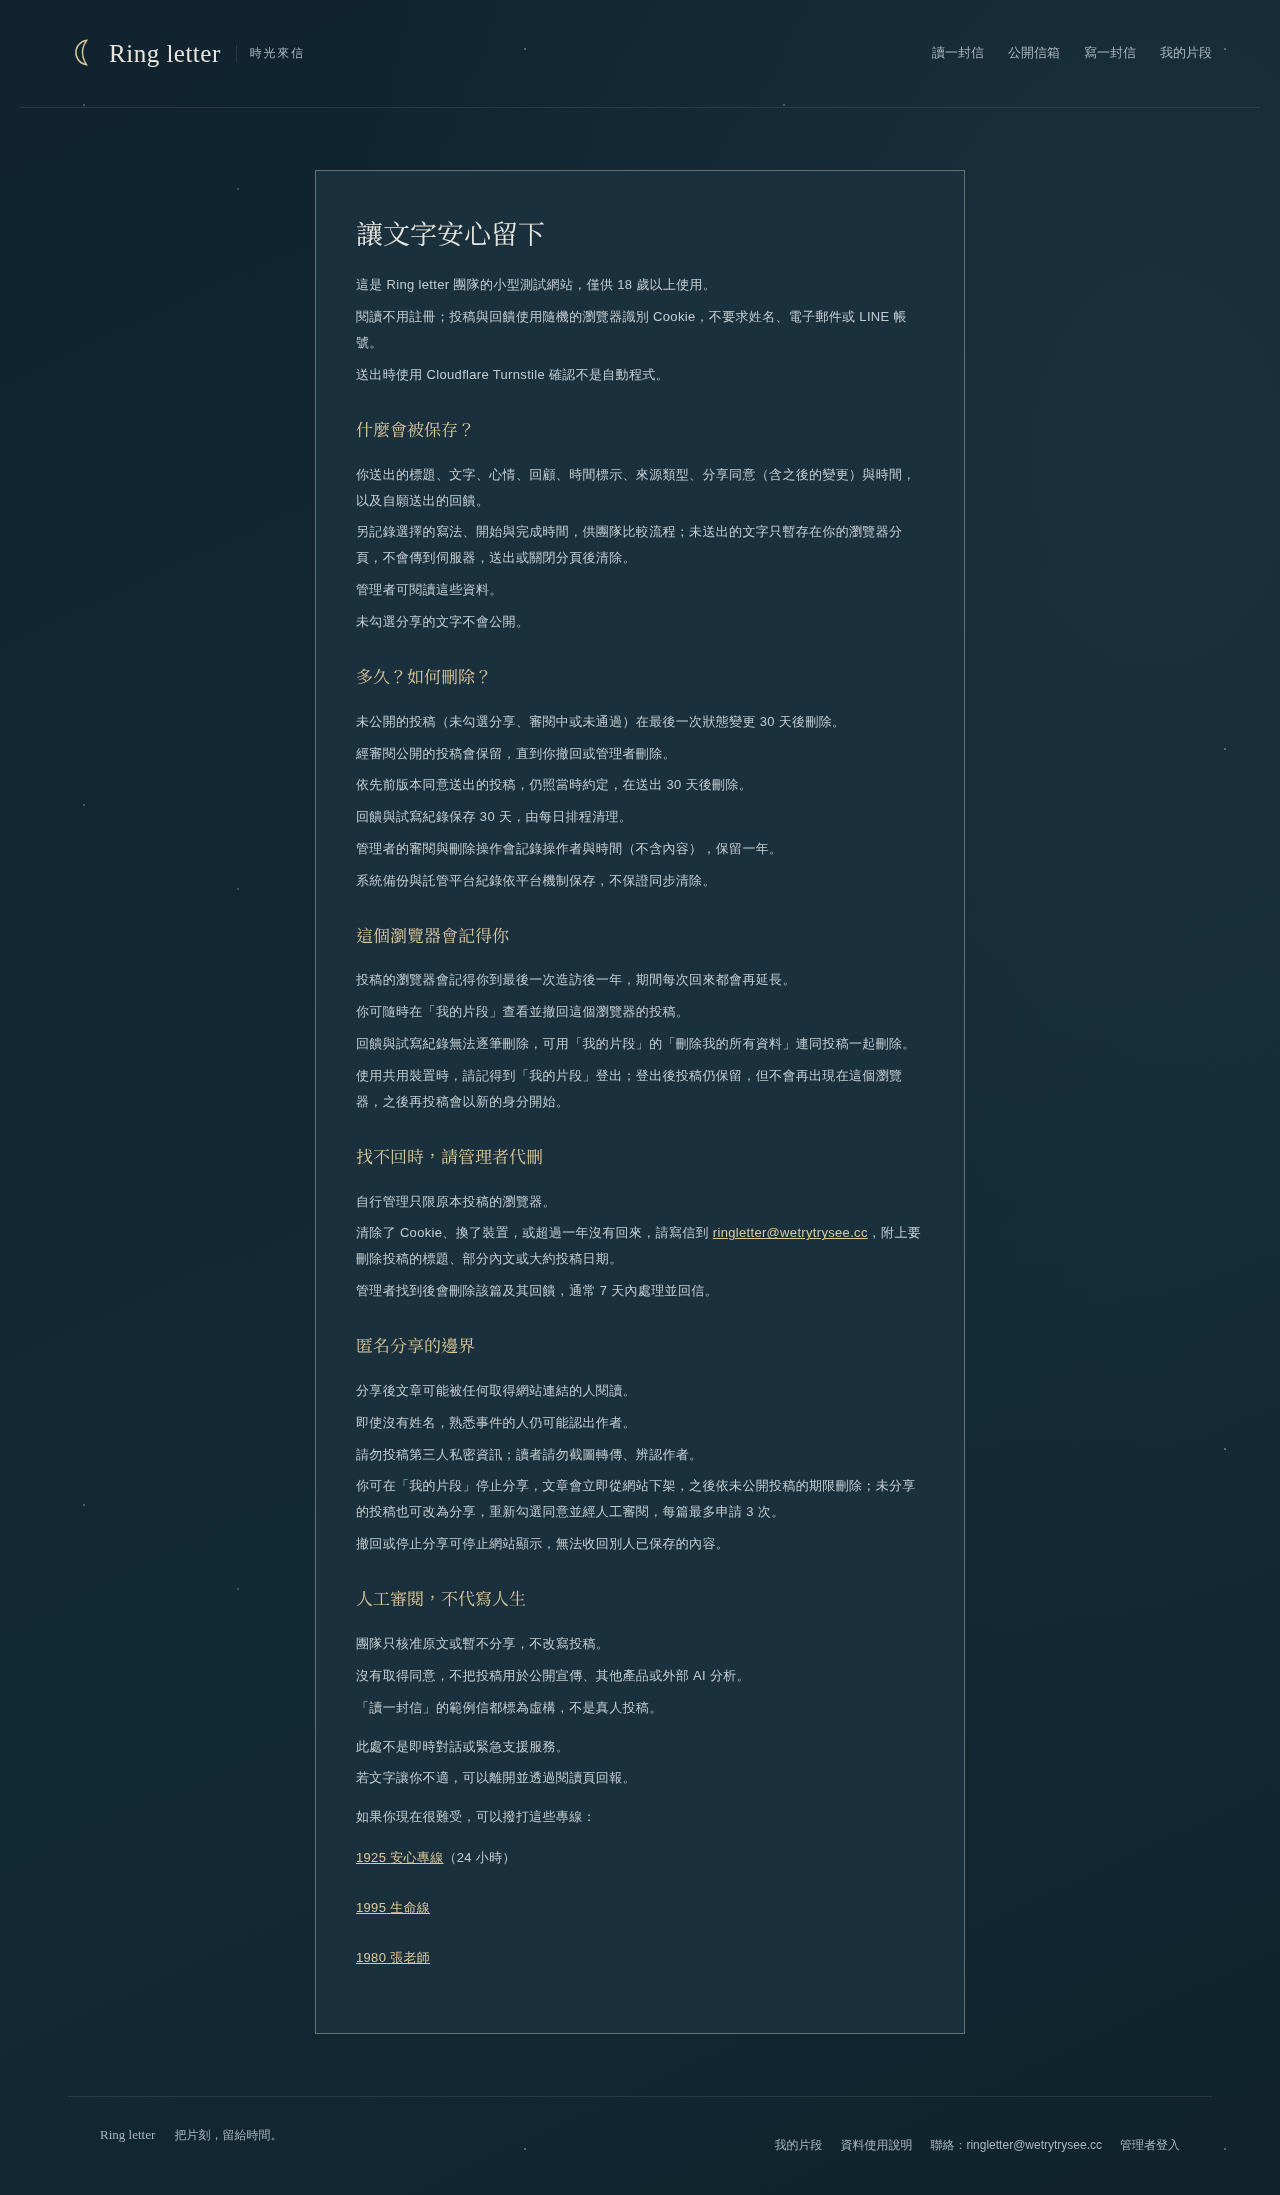 Ring letter 時光來信
讀一封信 公開信箱 寫一封信 我的片段
讓文字安心留下
這是 Ring letter 團隊的小型測試網站，僅供 18 歲以上使用。
閱讀不用註冊；投稿與回饋使用隨機的瀏覽器識別 Cookie，不要求姓名、電子郵件或 LINE 帳
號。
送出時使用 Cloudflare Turnstile 確認不是自動程式。
什麼會被保存？
你送出的標題、文字、心情、回顧、時間標示、來源類型、分享同意（含之後的變更）與時間，
以及自願送出的回饋。
另記錄選擇的寫法、開始與完成時間，供團隊比較流程；未送出的文字只暫存在你的瀏覽器分
頁，不會傳到伺服器，送出或關閉分頁後清除。
管理者可閱讀這些資料。
未勾選分享的文字不會公開。
多久？如何刪除？
未公開的投稿（未勾選分享、審閱中或未通過）在最後一次狀態變更 30 天後刪除。
經審閱公開的投稿會保留，直到你撤回或管理者刪除。
依先前版本同意送出的投稿，仍照當時約定，在送出 30 天後刪除。
回饋與試寫紀錄保存 30 天，由每日排程清理。
管理者的審閱與刪除操作會記錄操作者與時間（不含內容），保留一年。
系統備份與託管平台紀錄依平台機制保存，不保證同步清除。
這個瀏覽器會記得你
投稿的瀏覽器會記得你到最後一次造訪後一年，期間每次回來都會再延長。
你可隨時在「我的片段」查看並撤回這個瀏覽器的投稿。
回饋與試寫紀錄無法逐筆刪除，可用「我的片段」的「刪除我的所有資料」連同投稿一起刪除。
使用共用裝置時，請記得到「我的片段」登出；登出後投稿仍保留，但不會再出現在這個瀏覽
器，之後再投稿會以新的身分開始。
找不回時，請管理者代刪
自行管理只限原本投稿的瀏覽器。
清除了 Cookie、換了裝置，或超過一年沒有回來，請寫信到 ringletter@wetrytrysee.cc，附上要
刪除投稿的標題、部分內文或大約投稿日期。
管理者找到後會刪除該篇及其回饋，通常 7 天內處理並回信。
匿名分享的邊界
分享後文章可能被任何取得網站連結的人閱讀。
即使沒有姓名，熟悉事件的人仍可能認出作者。
請勿投稿第三人私密資訊；讀者請勿截圖轉傳、辨認作者。
你可在「我的片段」停止分享，文章會立即從網站下架，之後依未公開投稿的期限刪除；未分享
的投稿也可改為分享，重新勾選同意並經人工審閱，每篇最多申請 3 次。
撤回或停止分享可停止網站顯示，無法收回別人已保存的內容。
人工審閱，不代寫人生
團隊只核准原文或暫不分享，不改寫投稿。
沒有取得同意，不把投稿用於公開宣傳、其他產品或外部 AI 分析。
「讀一封信」的範例信都標為虛構，不是真人投稿。
此處不是即時對話或緊急支援服務。
若文字讓你不適，可以離開並透過閱讀頁回報。
如果你現在很難受，可以撥打這些專線：
1925 安心專線（24 小時）
1995 生命線
1980 張老師
Ring letter 把片刻，留給時間。
我的片段 資料使用說明 聯絡：ringletter@wetrytrysee.cc 管理者登入